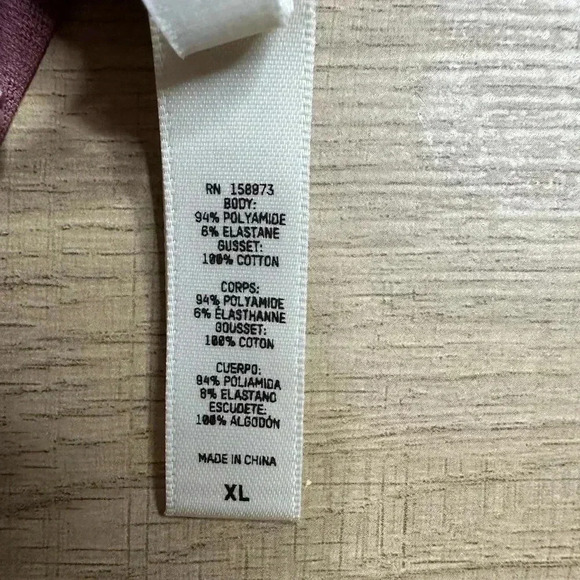 RN 158973
BODY:
94% POLYAMIDE
6% ELASTANE
GUSSET:
100% COTTON
CORPS:
94% POLYAMIDE
6% ÉLASTHANNE
GOUSSET:
100% COTON
CUERPO:
94% POLIAMIDA
6% ELASTANO
ESCUDETE:
100% ALGODÓN
MADE IN CHINA
XL